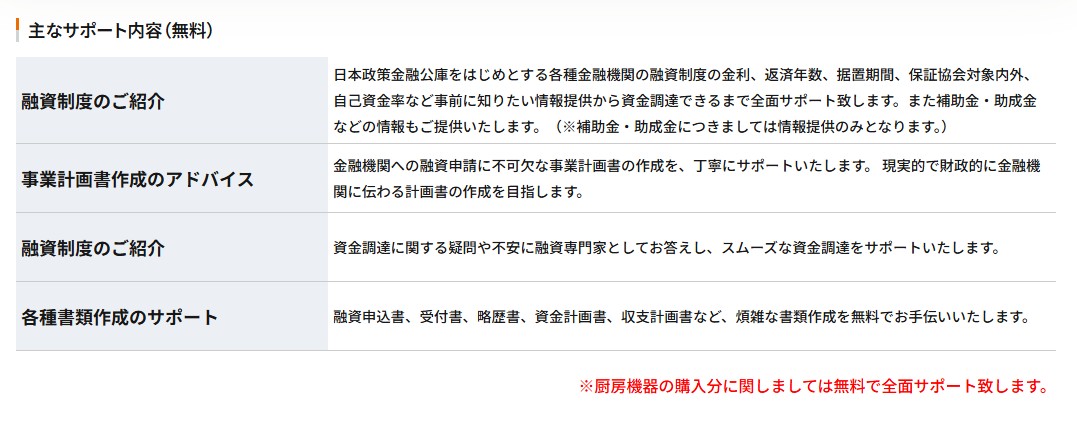 主なサポート内容(無料)
融資制度のご紹介
日本政策金融公庫をはじめとする各種金融機関の融資制度の金利、返済年数、据置期間、保証協会対象内外、
自己資金率など事前に知りたい情報提供から資金調達できるまで全面サポート致します。また補助金・助成金
などの情報もご提供いたします。(※補助金・助成金につきましては情報提供のみとなります。)
事業計画書作成のアドバイス
金融機関への融資申請に不可欠な事業計画書の作成を、丁寧にサポートいたします。 現実的で財政的に金融機
関に伝わる計画書の作成を目指します。
融資制度のご紹介
資金調達に関する疑問や不安に融資専門家としてお答えし、スムーズな資金調達をサポートいたします。
各種書類作成のサポート
融資申込書、受付書、略歴書、資金計画書、収支計画書など、煩雑な書類作成を無料でお手伝いいたします。
※厨房機器の購入分に関しましては無料で全面サポート致します。